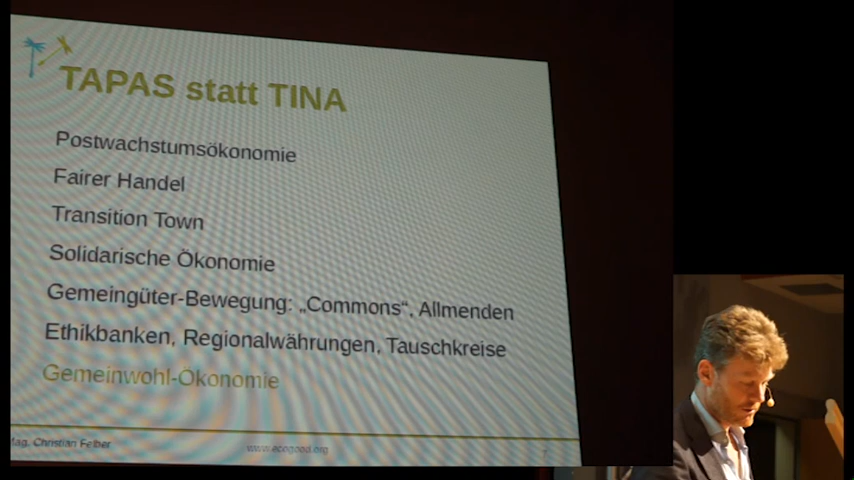 TAPAS statt TINA
Postwachstumsökonomie
Fairer Handel
Transition Town
Solidarische Ökonomie
Gemeingüter-Bewegung: „Commons“, Allmenden
Ethikbanken, Regionalwährungen, Tauschkreise
Gemeinwohl-Ökonomie
Mag. Christian Felber
www.ecogood.org
7